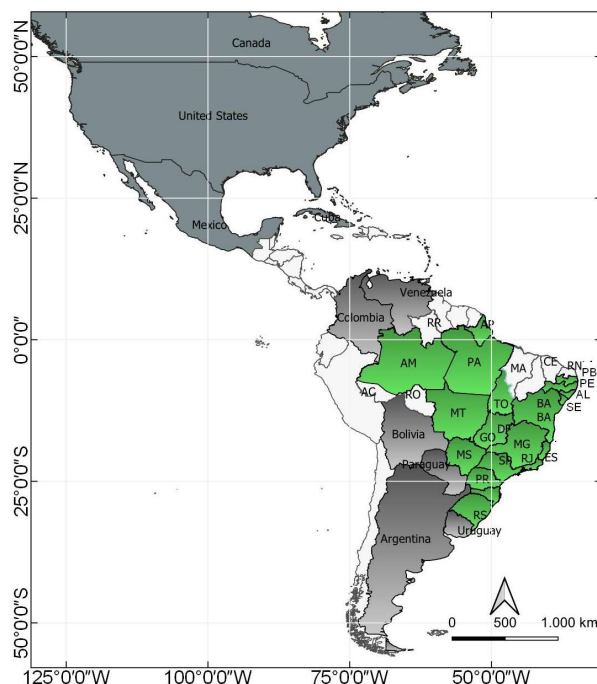 50°0'0"N
Canada
United States
25°0'0"N
Mexico
Cuba
Venezuela
Colombia
RR
AP
0°0'0"
AM
PA
MA
CE
RN
PB
PE
AL
SE
AC
RO
TO
BA
BA
MT
Bolivia
DF
GO
MG
ES
MS
SP
RJ
Paraguay
25°0'0"S
PR
RS
Uruguay
Argentina
0 500 1.000 km
50°0'0"S
125°0'0"W 100°0'0"W 75°0'0"W 50°0'0"W